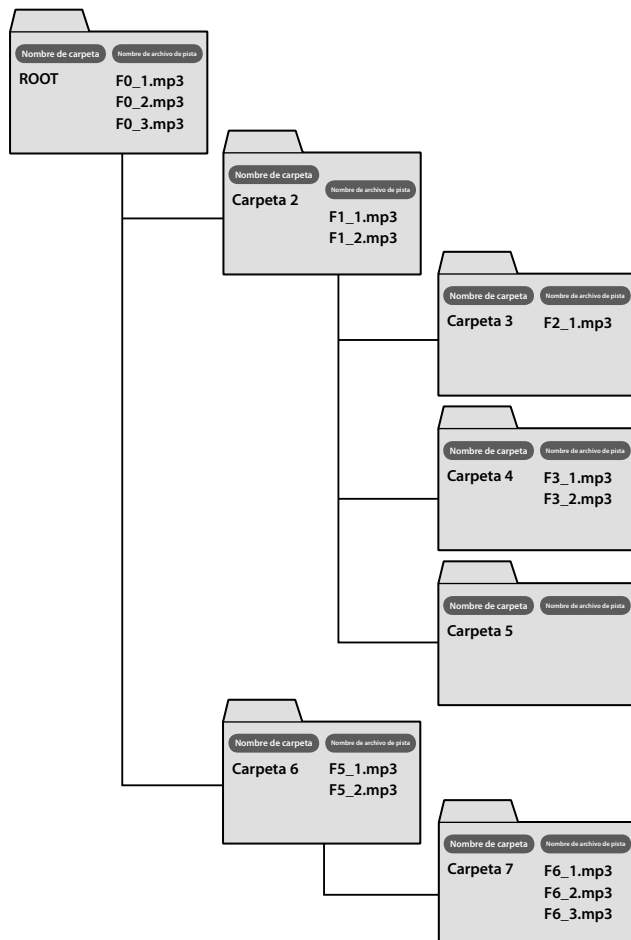 Nombre de carpeta Nombre de archivo de pista
ROOT F0_1.mp3
F0_2.mp3
F0_3.mp3
Nombre de carpeta
Nombre de archivo de pista
Carpeta 2
F1_1.mp3
F1_2.mp3
Nombre de carpeta Nombre de archivo de pista
Carpeta 3 F2_1.mp3
Nombre de carpeta Nombre de archivo de pista
Carpeta 4 F3_1.mp3
F3_2.mp3
Nombre de carpeta Nombre de archivo de pista
Carpeta 5
Nombre de carpeta Nombre de archivo de pista
Carpeta 6 F5_1.mp3
F5_2.mp3
Nombre de carpeta Nombre de archivo de pista
Carpeta 7 F6_1.mp3
F6_2.mp3
F6_3.mp3